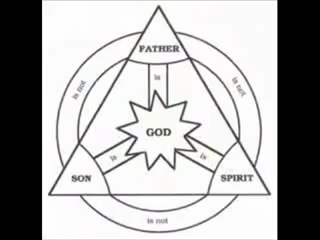 FATHER
is not
is
is not
GOD
is
is
SON
SPIRIT
is not